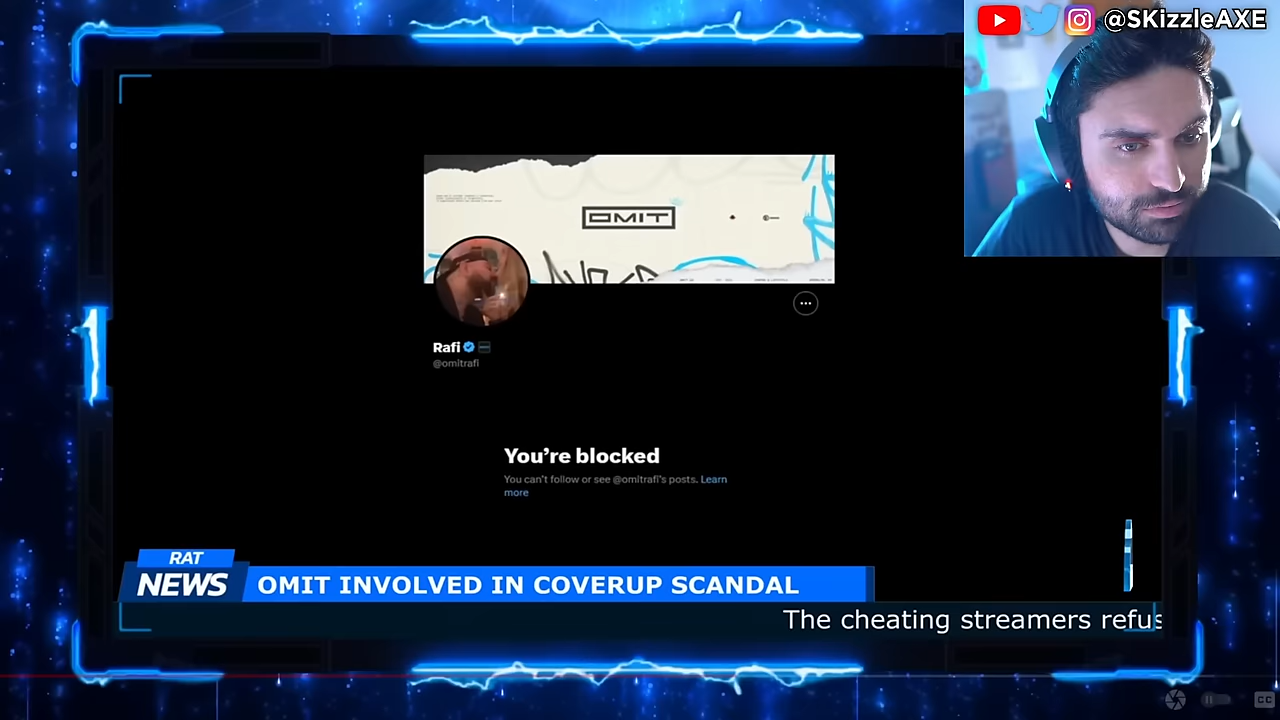 @SKizzleAXE
OMIT
Rafi
@omitrafi
You're blocked
You can't follow or see @omitrafi's posts. Learn
more
RAT
NEWS
OMIT INVOLVED IN COVERUP SCANDAL
The cheating streamers refus
CC